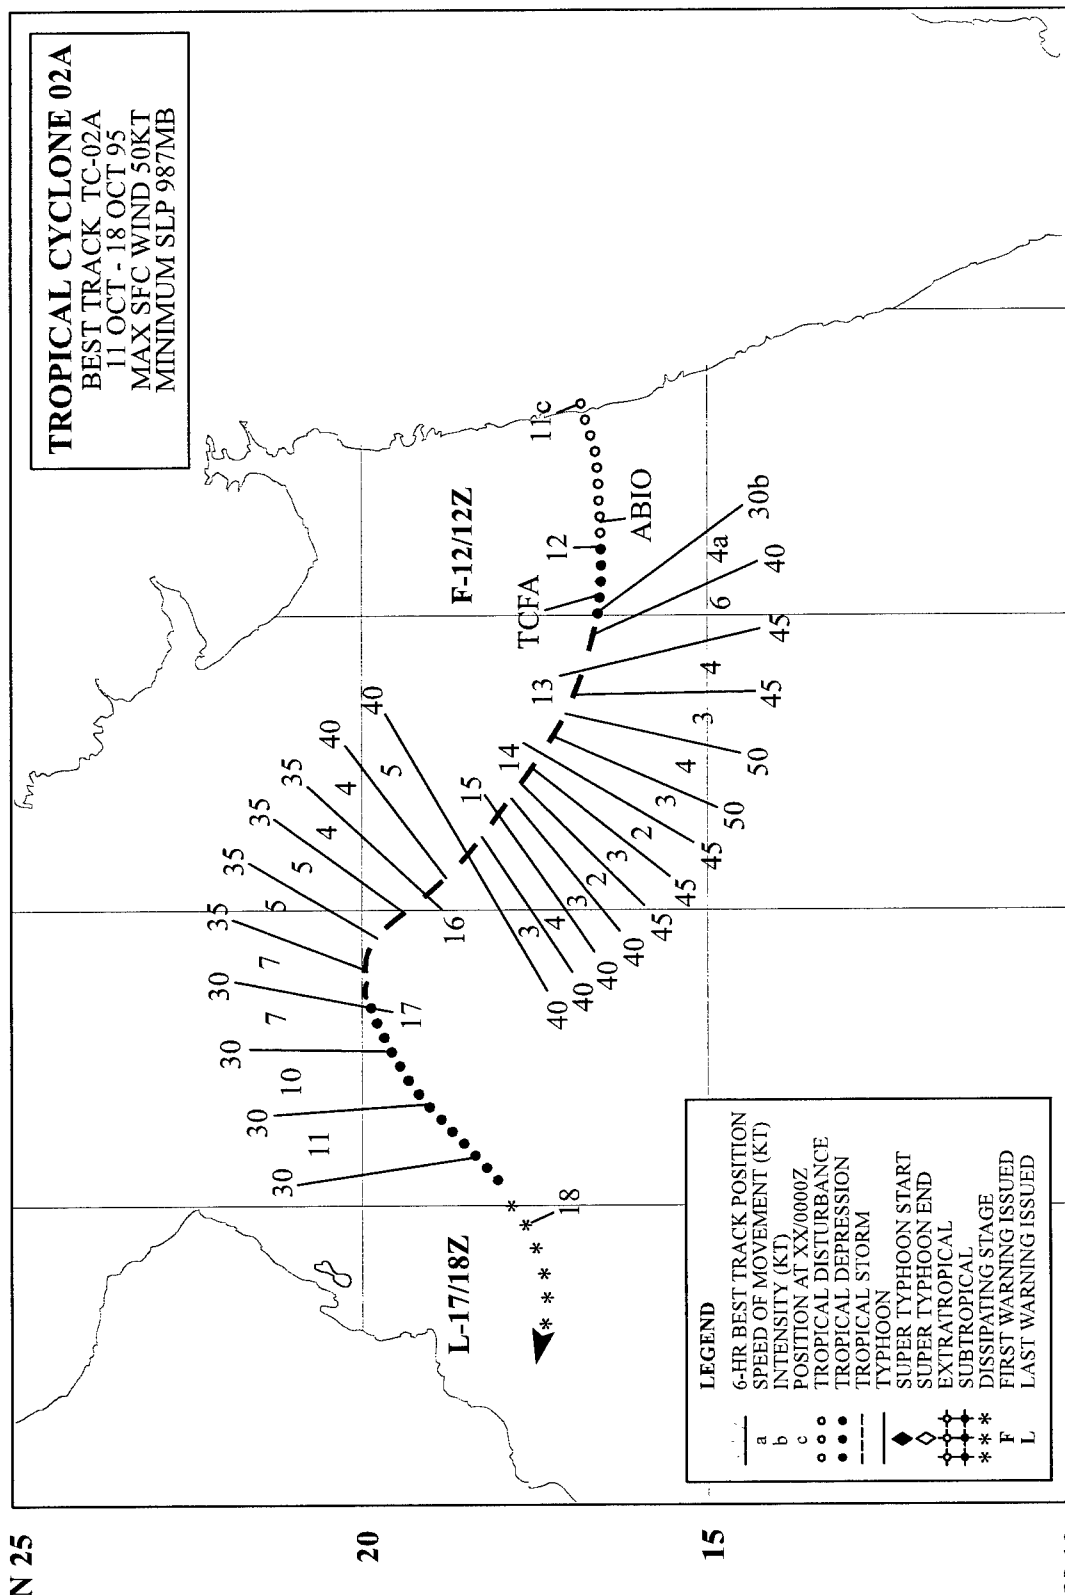 TROPICAL CYCLONE 02A
BEST TRACK TC-02A
11 OCT - 18 OCT 95
MAX SFC WIND 50KT
MINIMUM SLP 987MB
N 25
20
15
L-17/18Z
F-12/12Z
30
30
30
30
35
35
35
35
40
40
11
10
7
7
5
5
4
4
5
18
17
16
15
14
13
12
11c
TCFA
ABIO
40
40
40
40
45
45
45
50
50
45
45
40
30b
3
4
3
2
3
2
3
4
3
4
6
4a
LEGEND
6-HR BEST TRACK POSITION
a SPEED OF MOVEMENT (KT)
b INTENSITY (KT)
c POSITION AT XX/0000Z
TROPICAL DISTURBANCE
TROPICAL DEPRESSION
TROPICAL STORM
TYPHOON
SUPER TYPHOON START
SUPER TYPHOON END
EXTRATROPICAL
SUBTROPICAL
*** DISSIPATING STAGE
F FIRST WARNING ISSUED
L LAST WARNING ISSUED